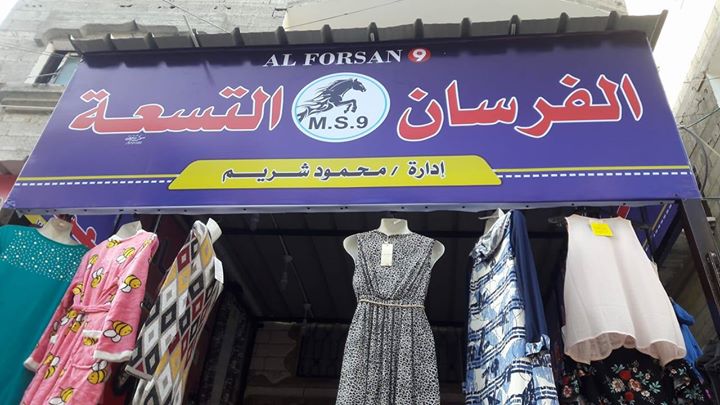 AL FORSAN 9
الفرسان التسعة
M.S.9
إدارة / محمود شريم